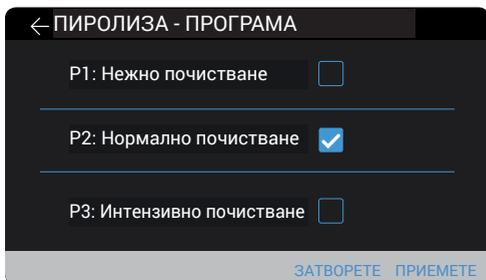 ПИРОЛИЗА - ПРОГРАМА
P1: Нежно почистване
P2: Нормално почистване
P3: Интензивно почистване
ЗАТВОРЕТЕ ПРИЕМЕТЕ